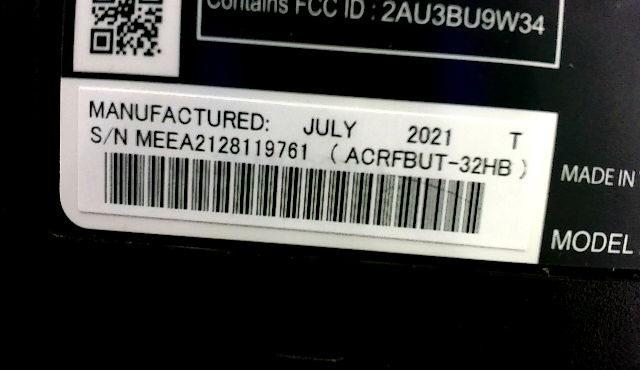 Contains FCC ID : 2AU3BU9W34
MANUFACTURED: JULY 2021 T
S/N MEEA2128119761 ( ACRFBUT-32HB )
MADE IN
MODEL